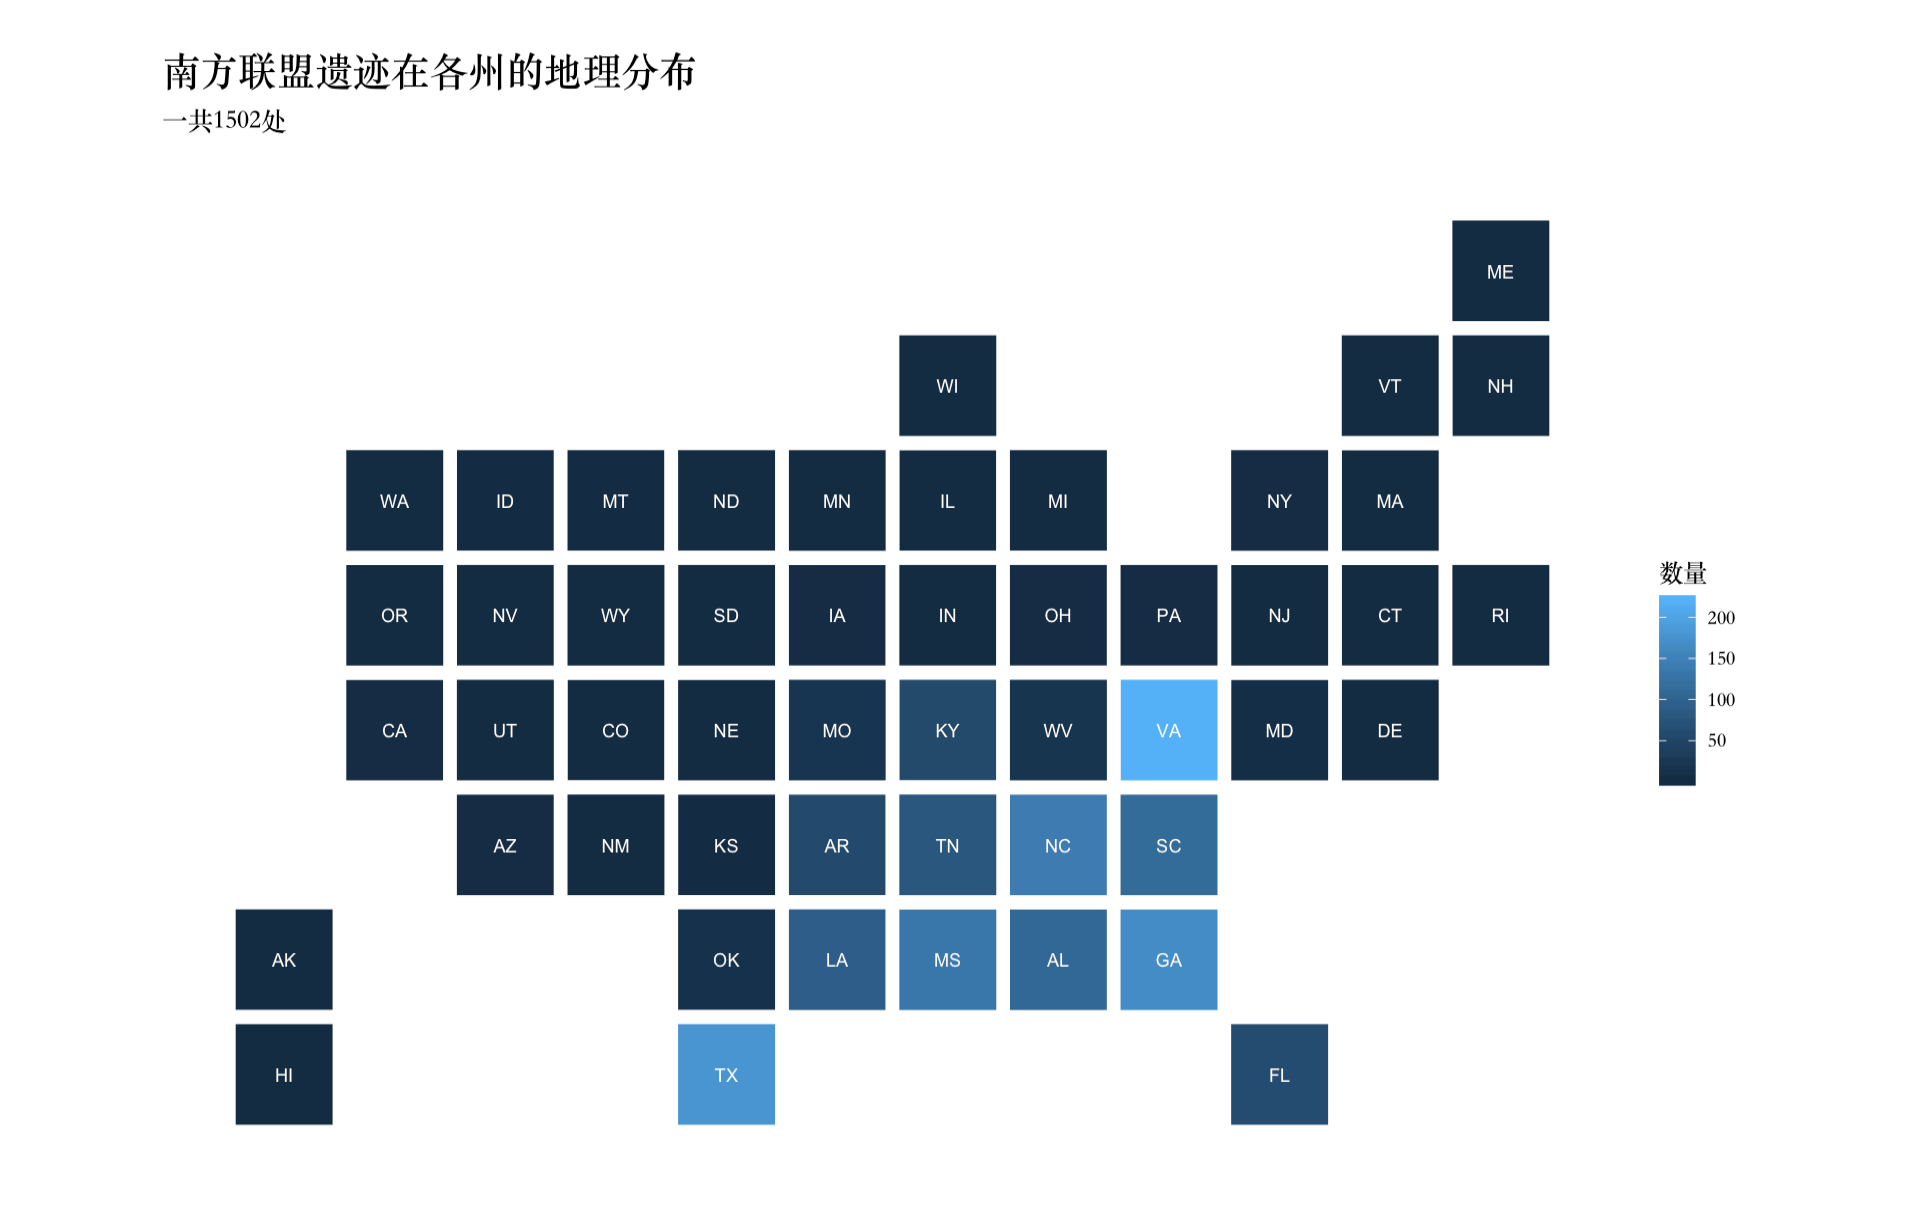 南方联盟遗迹在各州的地理分布
一共1502处
ME
WI VT NH
WA ID MT ND MN IL MI NY MA
OR NV WY SD IA IN OH PA NJ CT RI
CA UT CO NE MO KY WV VA MD DE
AZ NM KS AR TN NC SC
AK OK LA MS AL GA
HI TX FL
数量
200
150
100
50